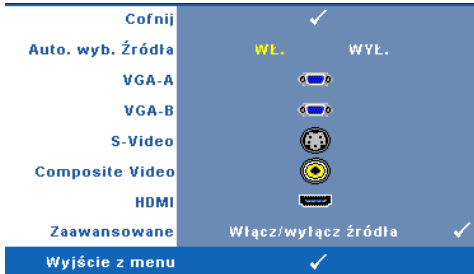 Cofnij
Auto. wyb. Źródła WŁ. WYŁ.
VGA-A
VGA-B
S-Video
Composite Video
HDMI
Zaawansowane Włącz/wyłącz źródła
Wyjście z menu